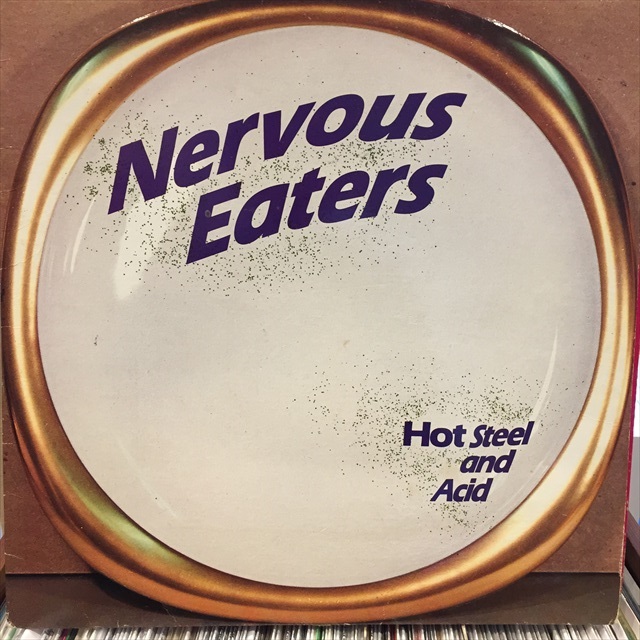 Nervous
Eaters
Hot Steel
and
Acid